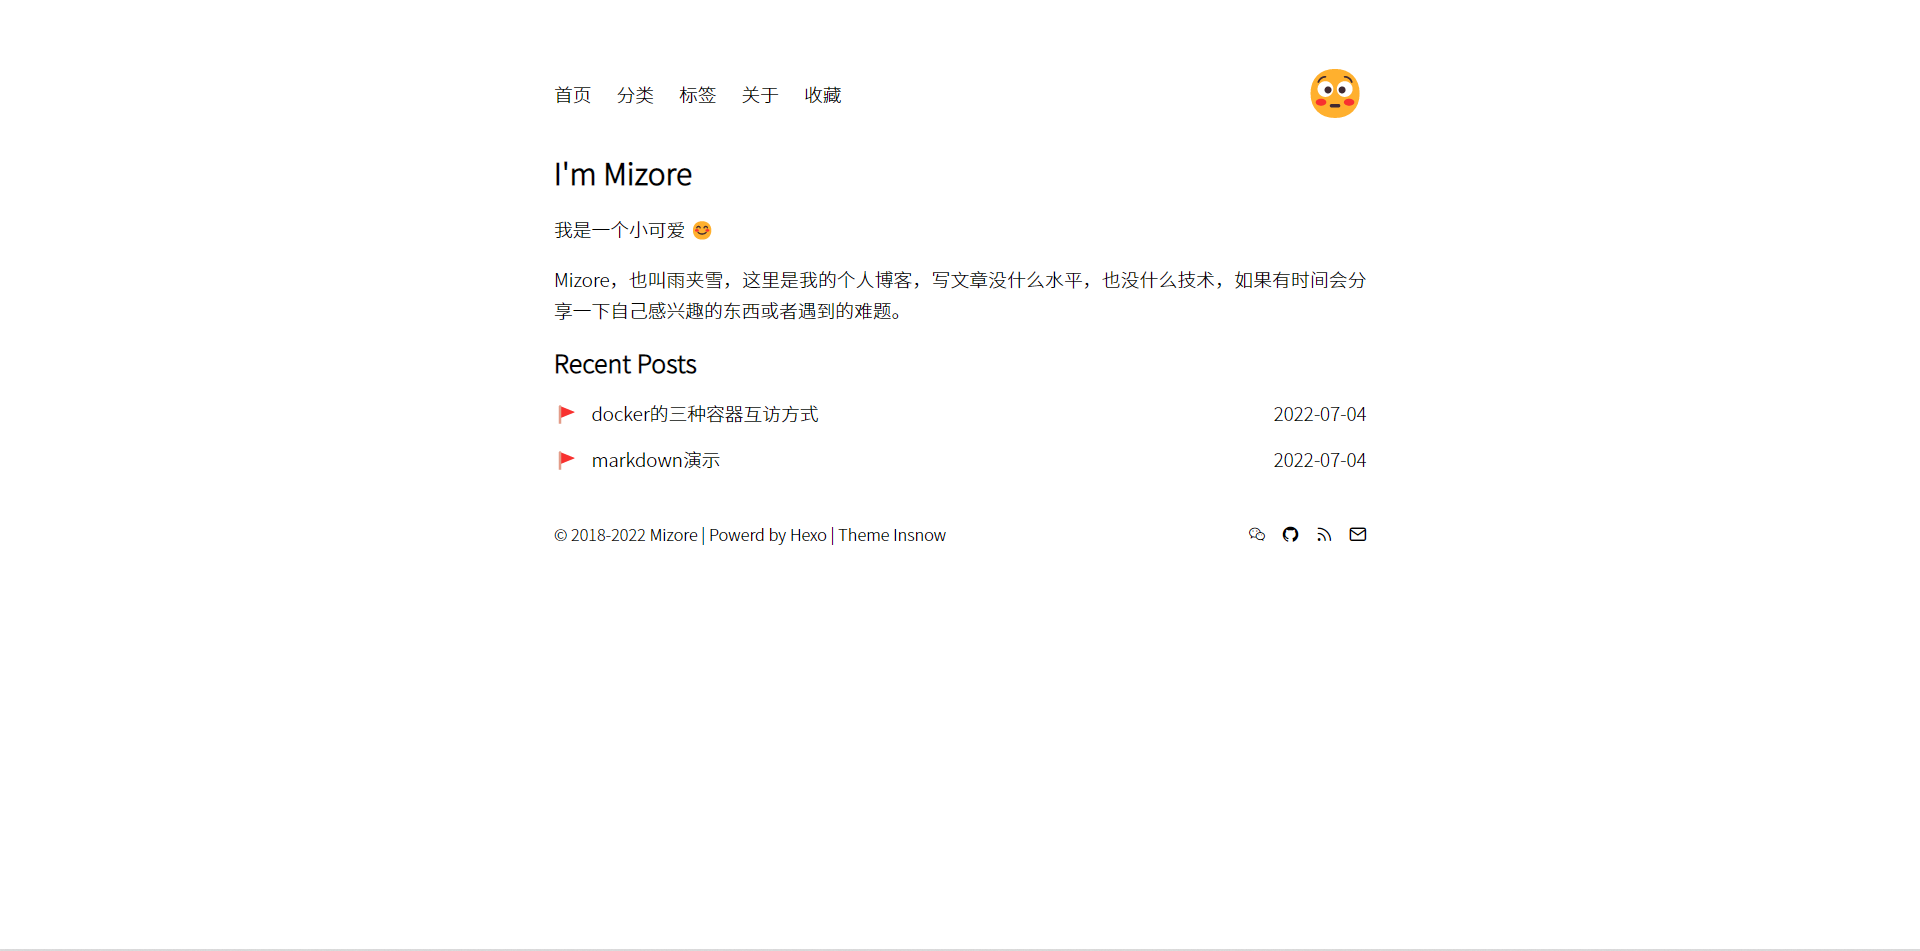 首页 分类 标签 关于 收藏
I'm Mizore
我是一个小可爱 😊
Mizore，也叫雨夹雪，这里是我的个人博客，写文章没什么水平，也没什么技术，如果有时间会分
享一下自己感兴趣的东西或者遇到的难题。
Recent Posts
docker的三种容器互访方式 2022-07-04
markdown演示 2022-07-04
© 2018-2022 Mizore | Powerd by Hexo | Theme Insnow